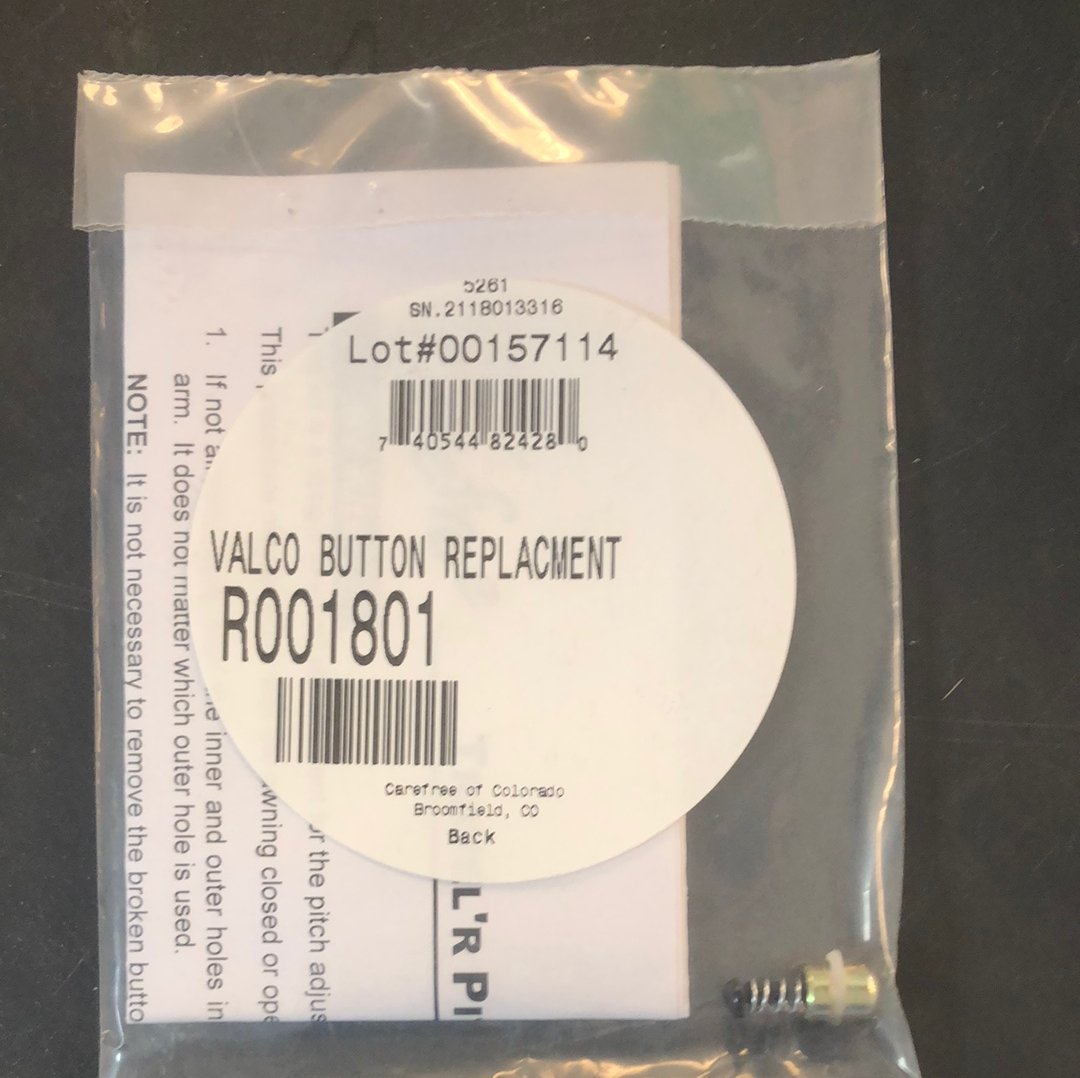 5261
SN.2118013316
Lot#00157114
7 40544 82428 0
VALCO BUTTON REPLACMENT
R001801
Carefree of Colorado
Broomfield, CO
Back
L'R PI
or the pitch adjus
This
wning closed or ope
1. If not
inner and outer holes in
arm. It does not matter which outer hole is used.
NOTE: It is not necessary to remove the broken butto